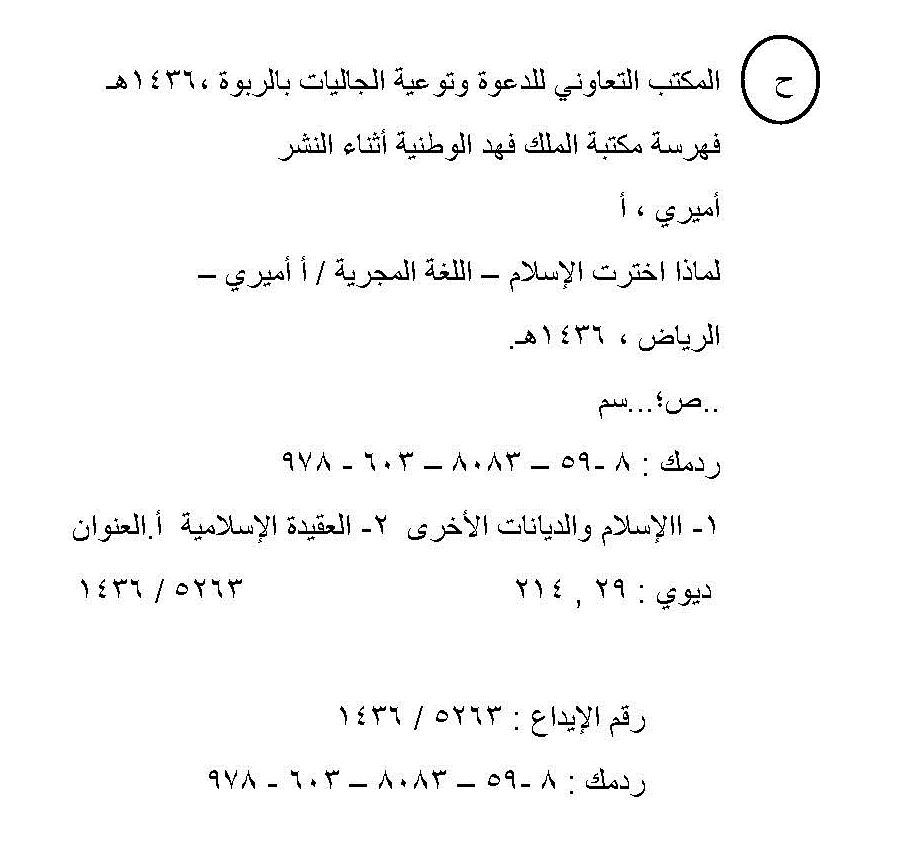 ح المكتب التعاوني للدعوة وتوعية الجاليات بالربوة ،١٤٣٦هـ
فهرسة مكتبة الملك فهد الوطنية أثناء النشر
أميري ، أ
لماذا اخترت الإسلام – اللغة المجرية / أ أميري –
الرياض ، ١٤٣٦هـ.
..ص؛...سم
ردمك : ٨ -٥٩ – ٨٠٨٣ – ٦٠٣ - ٩٧٨
١- االإسلام والديانات الأخرى ٢- العقيدة الإسلامية أ.العنوان
ديوي : ٢٩ , ٢١٤ ٥٢٦٣ / ١٤٣٦
رقم الإيداع : ٥٢٦٣ / ١٤٣٦
ردمك : ٨ -٥٩ – ٨٠٨٣ – ٦٠٣ - ٩٧٨